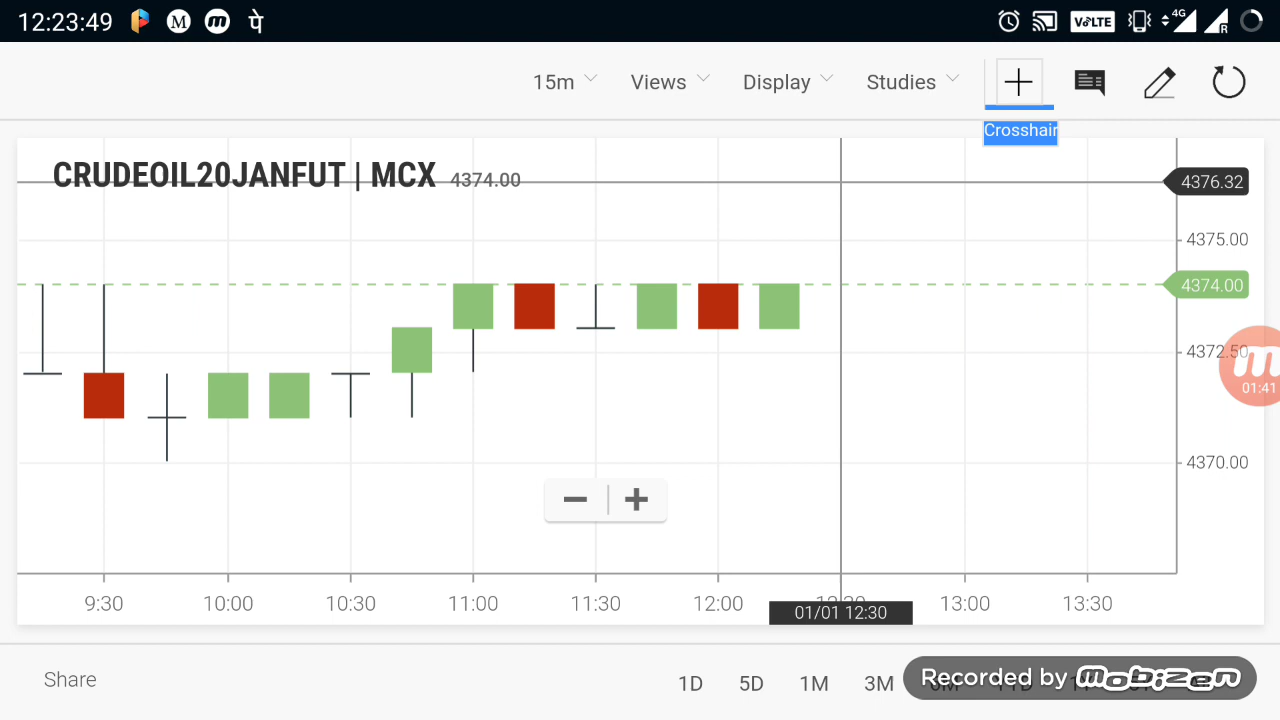 12:23:49 M m पे VoLTE 4G R
15m Views Display Studies
Crosshair
CRUDEOIL20JANFUT | MCX 4374.00
4376.32
4375.00
4374.00
4372.50
01:41
4370.00
9:30 10:00 10:30 11:00 11:30 12:00 13:00 13:30
01/01 12:30
Share 1D 5D 1M 3M
Recorded by mobizen